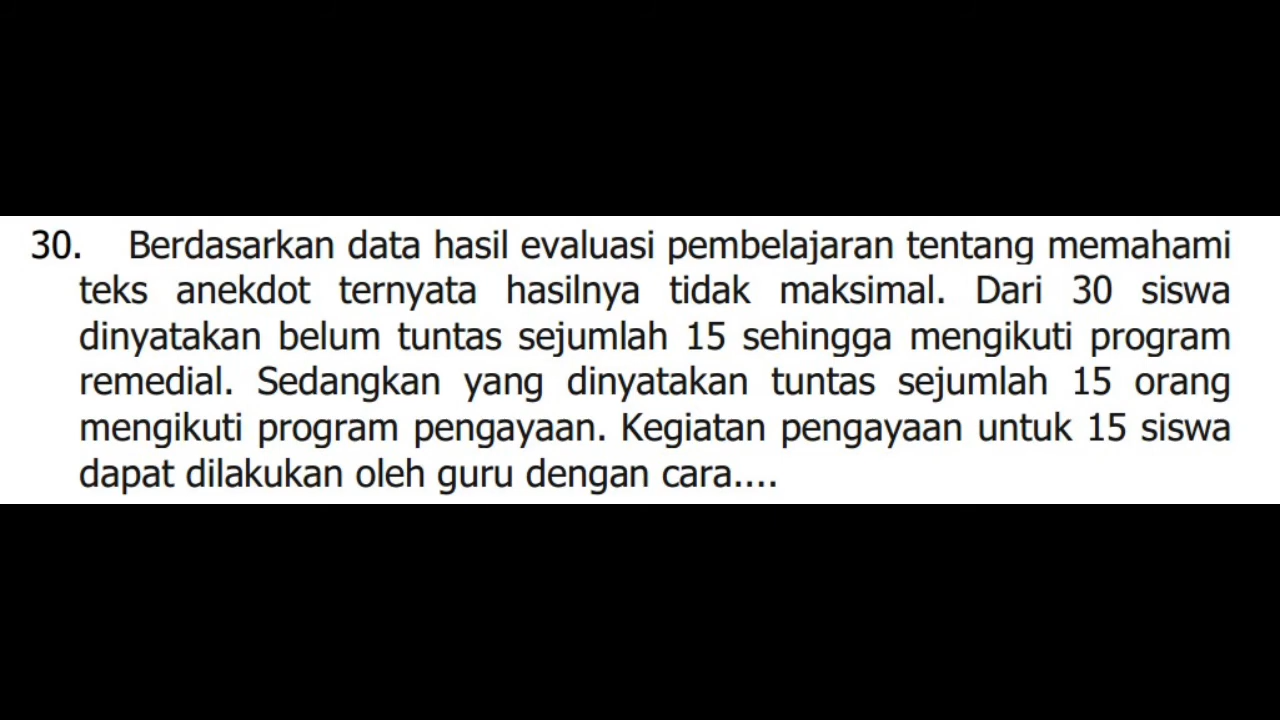 30. Berdasarkan data hasil evaluasi pembelajaran tentang memahami
teks anekdot ternyata hasilnya tidak maksimal. Dari 30 siswa
dinyatakan belum tuntas sejumlah 15 sehingga mengikuti program
remedial. Sedangkan yang dinyatakan tuntas sejumlah 15 orang
mengikuti program pengayaan. Kegiatan pengayaan untuk 15 siswa
dapat dilakukan oleh guru dengan cara....